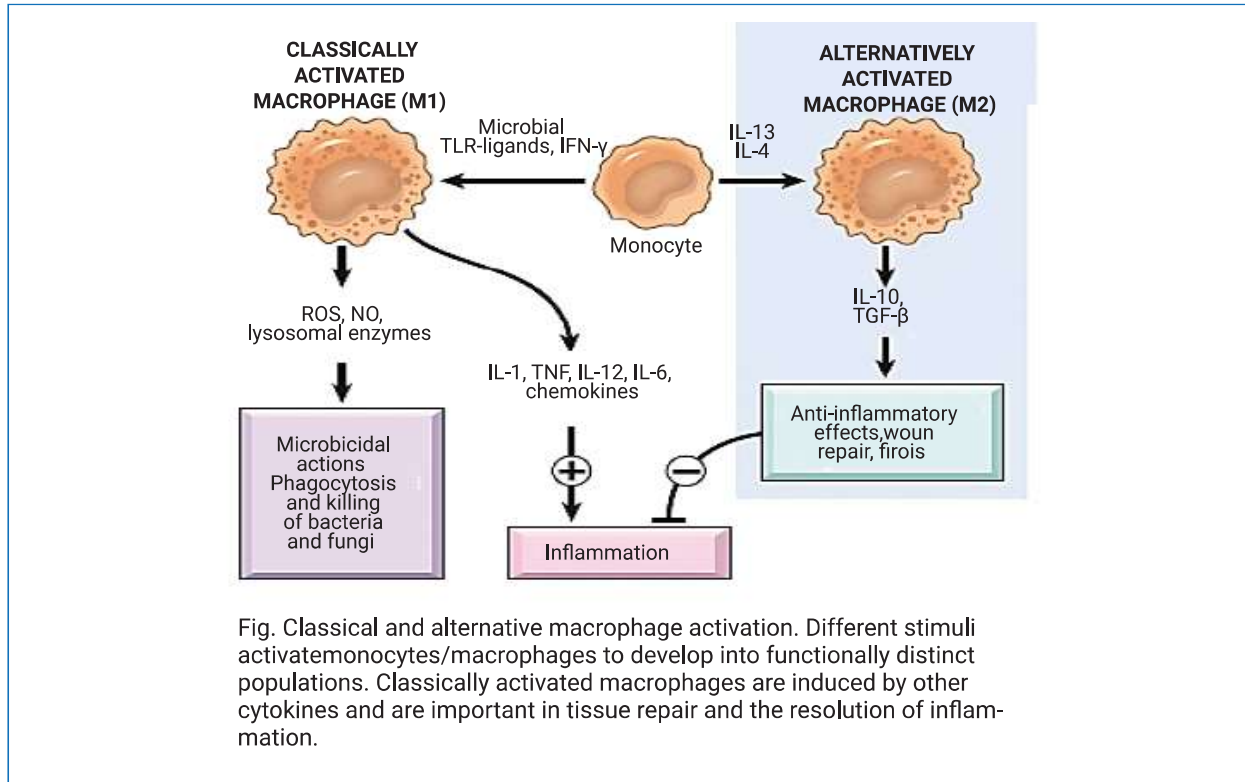 CLASSICALLY
ACTIVATED
MACROPHAGE (M1)
ALTERNATIVELY
ACTIVATED
MACROPHAGE (M2)
Microbial
TLR-ligands, IFN-γ
IL-13
IL-4
Monocyte
ROS, NO,
lysosomal enzymes
IL-10,
TGF-β
IL-1, TNF, IL-12, IL-6,
chemokines
Microbicidal
actions
Phagocytosis
and killing
of bacteria
and fungi
Anti-inflammatory
effects,woun
repair, firois
+
−
Inflammation
Fig. Classical and alternative macrophage activation. Different stimuli
activatemonocytes/macrophages to develop into functionally distinct
populations. Classically activated macrophages are induced by other
cytokines and are important in tissue repair and the resolution of inflam-
mation.